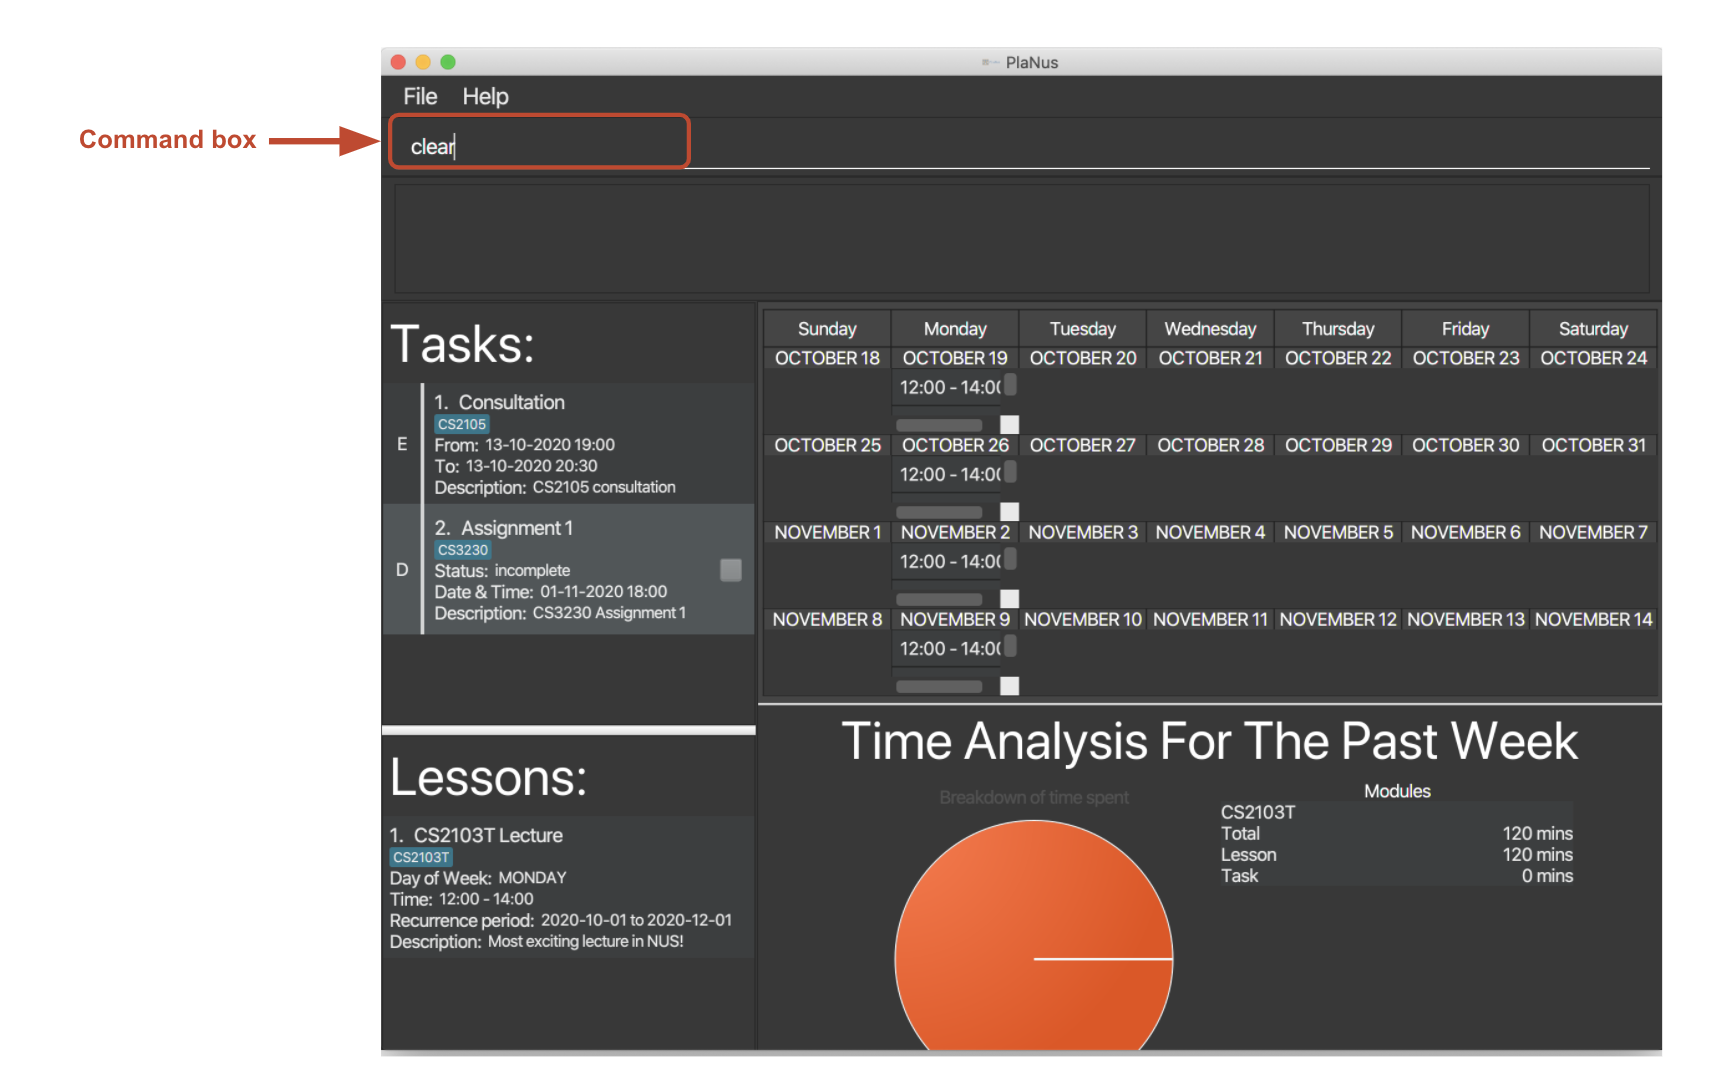 PlaNus
File Help
Command box
clear
Tasks:
1. Consultation
CS2105
E
From: 13-10-2020 19:00
To: 13-10-2020 20:30
Description: CS2105 consultation
2. Assignment 1
CS3230
D
Status: incomplete
Date & Time: 01-11-2020 18:00
Description: CS3230 Assignment 1
Lessons:
1. CS2103T Lecture
CS2103T
Day of Week: MONDAY
Time: 12:00 - 14:00
Recurrence period: 2020-10-01 to 2020-12-01
Description: Most exciting lecture in NUS!
Sunday Monday Tuesday Wednesday Thursday Friday Saturday
OCTOBER 18 OCTOBER 19 OCTOBER 20 OCTOBER 21 OCTOBER 22 OCTOBER 23 OCTOBER 24
12:00 - 14:00
OCTOBER 25 OCTOBER 26 OCTOBER 27 OCTOBER 28 OCTOBER 29 OCTOBER 30 OCTOBER 31
12:00 - 14:00
NOVEMBER 1 NOVEMBER 2 NOVEMBER 3 NOVEMBER 4 NOVEMBER 5 NOVEMBER 6 NOVEMBER 7
12:00 - 14:00
NOVEMBER 8 NOVEMBER 9 NOVEMBER 10 NOVEMBER 11 NOVEMBER 12 NOVEMBER 13 NOVEMBER 14
12:00 - 14:00
Time Analysis For The Past Week
Breakdown of time spent
Modules
CS2103T
Total 120 mins
Lesson 120 mins
Task 0 mins